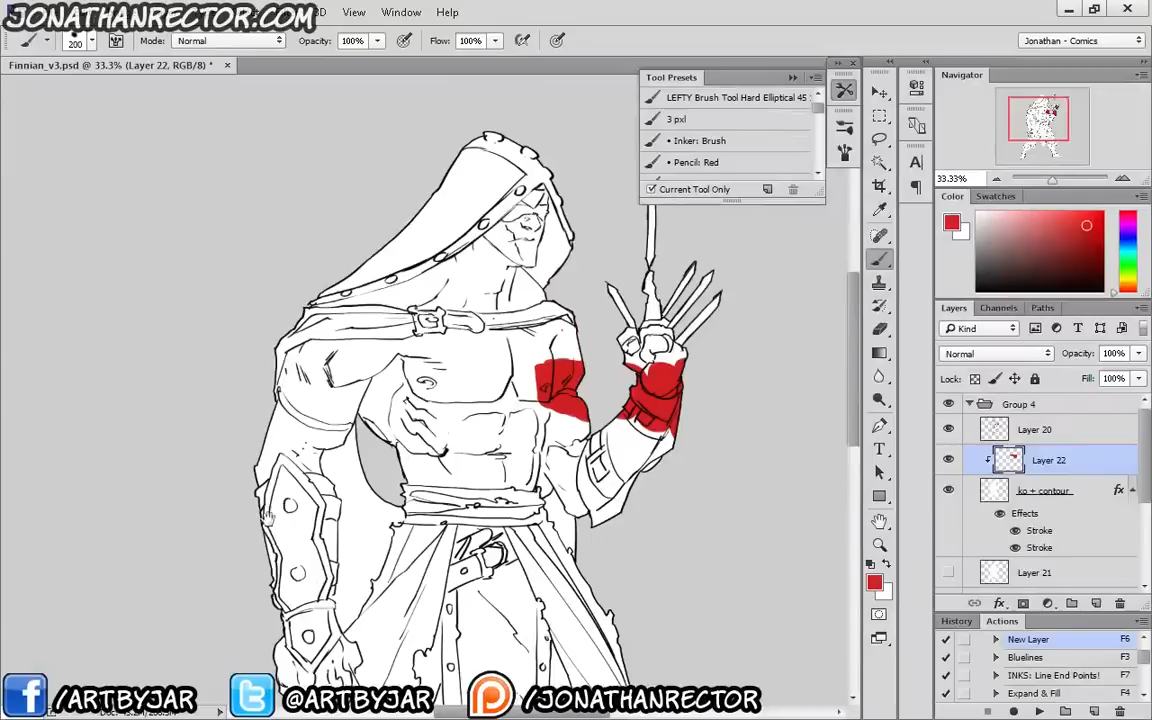 JONATHANRECTOR.COM
3D View Window Help
200 Mode: Normal Opacity: 100% Flow: 100% Jonathan - Comics
Finnian_v3.psd @ 33.3% (Layer 22, RGB/8) *
Tool Presets
LEFTY Brush Tool Hard Elliptical 45
3 pxl
• Inker: Brush
• Pencil: Red
Current Tool Only
Navigator
33.33%
Color Swatches
Layers Channels Paths
Kind
Normal Opacity: 100%
Lock: Fill: 100%
Group 4
Layer 20
Layer 22
ko + contour fx
Effects
Stroke
Stroke
Layer 21
History Actions
New Layer F6
Bluelines F3
INKS: Line End Points! F7
Expand & Fill F4
/ARTBYJAR @ARTBYJAR /JONATHANRECTOR